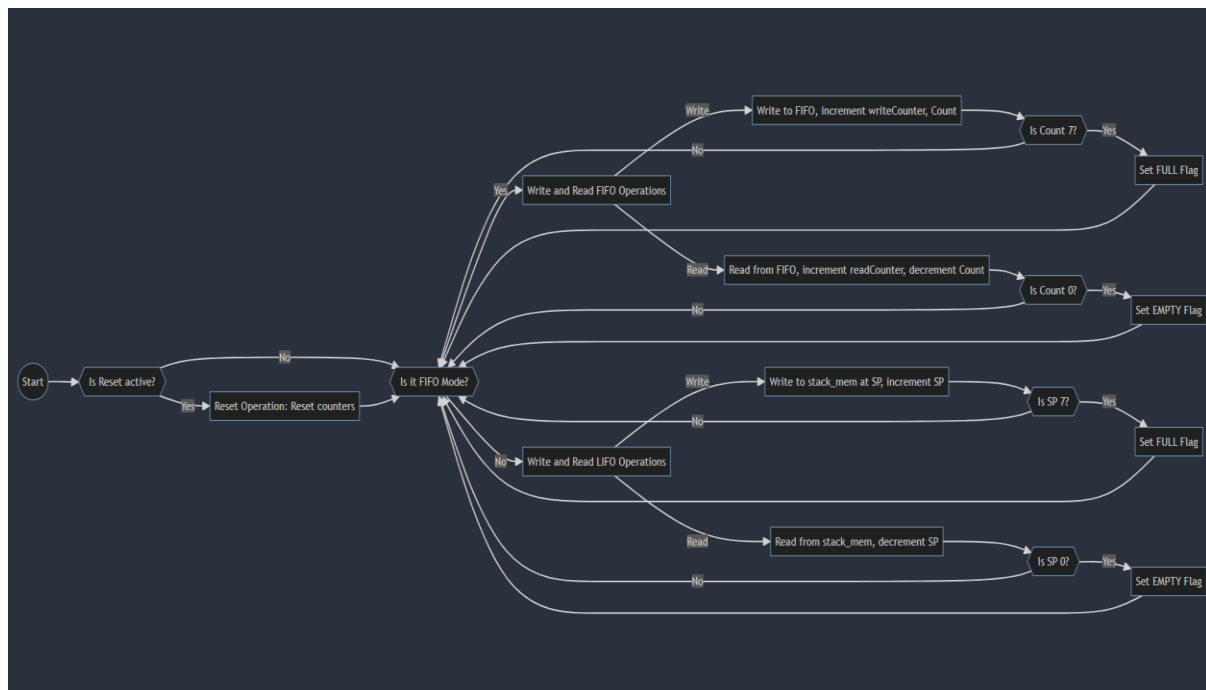 Write
Write to FIFO, increment writeCounter, Count
Is Count 7?
Yes
No
Set FULL Flag
Yes
Write and Read FIFO Operations
Read
Read from FIFO, increment readCounter, decrement Count
Is Count 0?
Yes
No
Set EMPTY Flag
Start
Is Reset active?
No
Yes
Reset Operation: Reset counters
Is it FIFO Mode?
Write
Write to stack_mem at SP, increment SP
Is SP 7?
Yes
No
Set FULL Flag
No
Write and Read LIFO Operations
Read
Read from stack_mem, decrement SP
Is SP 0?
Yes
No
Set EMPTY Flag